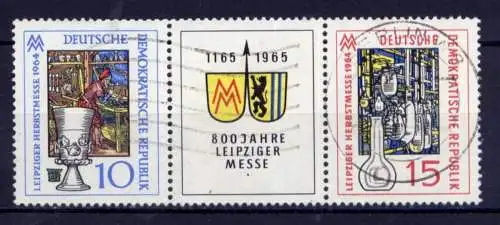 MM DEUTSCHE
DEMOKRATISCHE REPUBLIK
LEIPZIGER HERBSTMESSE 1964
10
1165 1965
MM
800 JAHRE
LEIPZIGER
MESSE
MM DEUTSCHE
DEMOKRATISCHE REPUBLIK
LEIPZIGER HERBSTMESSE 1964
15